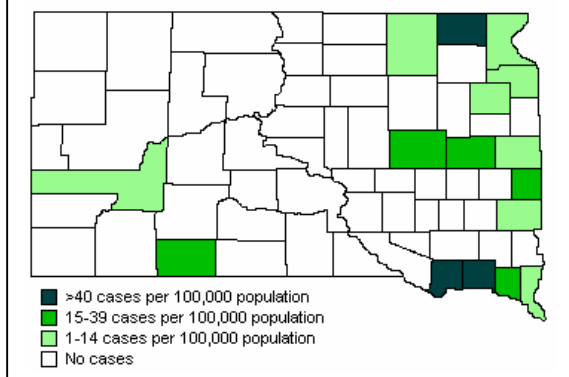 >40 cases per 100,000 population
15-39 cases per 100,000 population
1-14 cases per 100,000 population
No cases